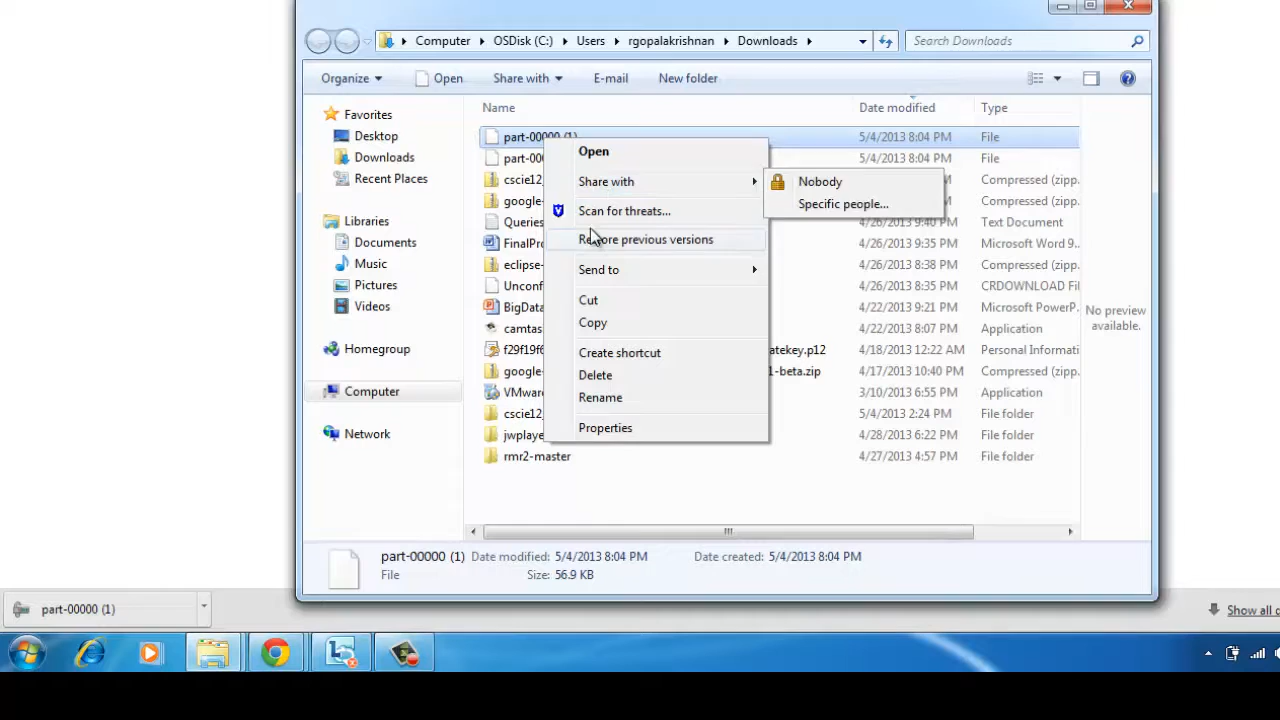 Computer OSDisk (C:) Users rgopalakrishnan Downloads Search Downloads
Organize Open Share with E-mail New folder
Favorites
Desktop
Downloads
Recent Places
Libraries
Documents
Music
Pictures
Videos
Homegroup
Computer
Network
Name Date modified Type
part-00000 (1) 5/4/2013 8:04 PM File
part-00 5/4/2013 8:04 PM File
cscie12_ Compressed (zipp...
google- Compressed (zipp...
Queries 4/26/2013 9:40 PM Text Document
FinalPro 4/26/2013 9:35 PM Microsoft Word 9...
eclipse- 4/26/2013 8:38 PM Compressed (zipp...
Unconf 4/26/2013 8:35 PM CRDOWNLOAD Fi
BigData 4/22/2013 9:21 PM Microsoft PowerP...
camtas 4/22/2013 8:07 PM Application
f29f19f6 atekey.p12 4/18/2013 12:22 AM Personal Informati
google- 1-beta.zip 4/17/2013 10:40 PM Compressed (zipp...
VMware 3/10/2013 6:55 PM Application
cscie12_ 5/4/2013 2:24 PM File folder
jwplaye 4/28/2013 6:22 PM File folder
rmr2-master 4/27/2013 4:57 PM File folder
Open
Share with
Scan for threats...
Restore previous versions
Send to
Cut
Copy
Create shortcut
Delete
Rename
Properties
Nobody
Specific people...
No preview
available.
part-00000 (1) Date modified: 5/4/2013 8:04 PM Date created: 5/4/2013 8:04 PM
File Size: 56.9 KB
part-00000 (1)
Show all d